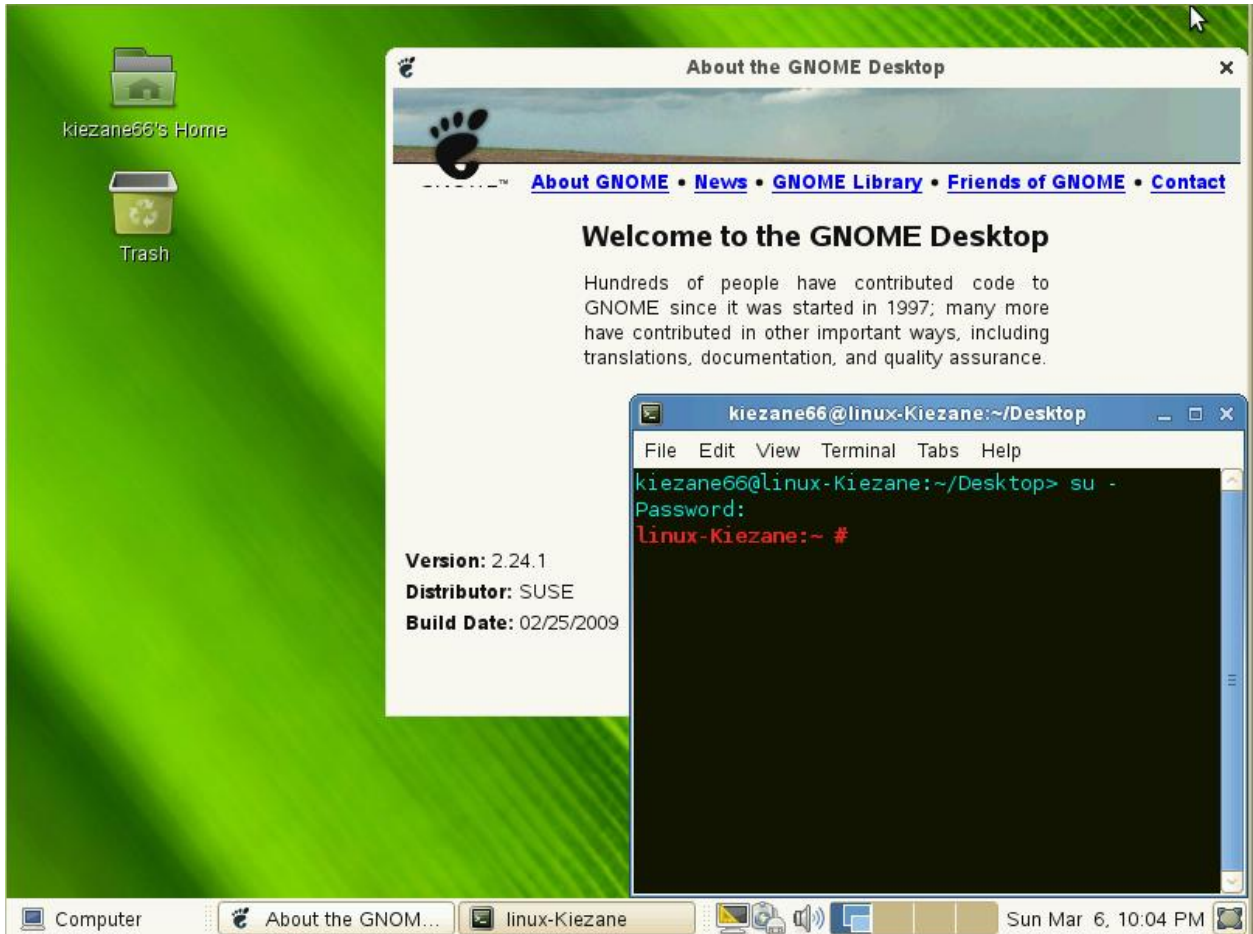 kiezane66's Home
Trash
About the GNOME Desktop
About GNOME • News • GNOME Library • Friends of GNOME • Contact
Welcome to the GNOME Desktop
Hundreds of people have contributed code to
GNOME since it was started in 1997; many more
have contributed in other important ways, including
translations, documentation, and quality assurance.
Version: 2.24.1
Distributor: SUSE
Build Date: 02/25/2009
kiezane66@linux-Kiezane:~/Desktop
File Edit View Terminal Tabs Help
kiezane66@linux-Kiezane:~/Desktop> su -
Password:
linux-Kiezane:~ #
Computer
About the GNOM...
linux-Kiezane
Sun Mar 6, 10:04 PM